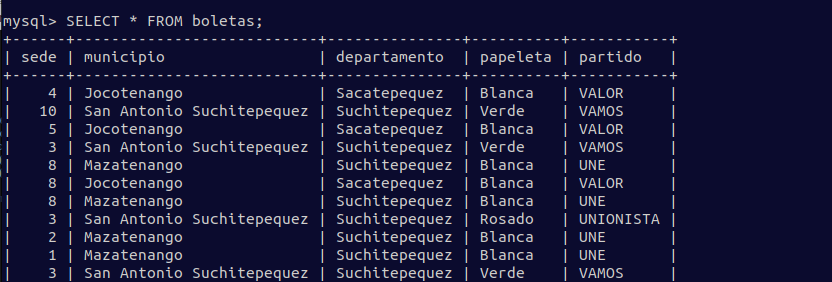 mysql> SELECT * FROM boletas;
+------+---------------------------+---------------+----------+-----------+
| sede | municipio                 | departamento  | papeleta | partido   |
+------+---------------------------+---------------+----------+-----------+
|    4 | Jocotenango               | Sacatepequez  | Blanca   | VALOR     |
|   10 | San Antonio Suchitepequez | Suchitepequez | Verde    | VAMOS     |
|    5 | Jocotenango               | Sacatepequez  | Blanca   | VALOR     |
|    3 | San Antonio Suchitepequez | Suchitepequez | Verde    | VAMOS     |
|    8 | Mazatenango               | Suchitepequez | Blanca   | UNE       |
|    8 | Jocotenango               | Sacatepequez  | Blanca   | VALOR     |
|    8 | Mazatenango               | Suchitepequez | Blanca   | UNE       |
|    3 | San Antonio Suchitepequez | Suchitepequez | Rosado   | UNIONISTA |
|    2 | Mazatenango               | Suchitepequez | Blanca   | UNE       |
|    1 | Mazatenango               | Suchitepequez | Blanca   | UNE       |
|    3 | San Antonio Suchitepequez | Suchitepequez | Verde    | VAMOS     |